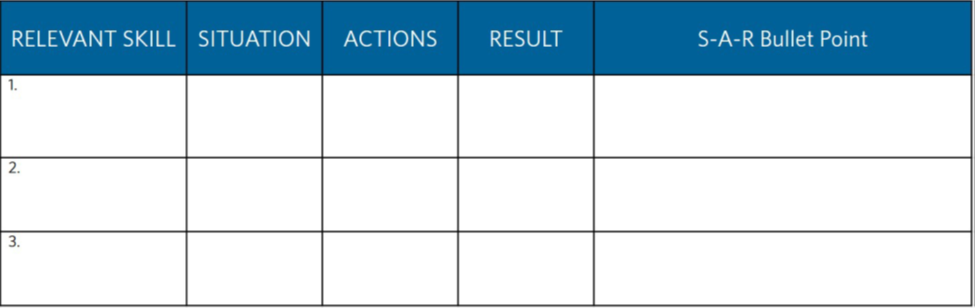 RELEVANT SKILL SITUATION ACTIONS RESULT S-A-R Bullet Point
1.
2.
3.